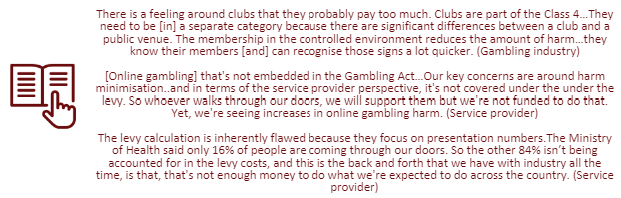 There is a feeling around clubs that they probably pay too much. Clubs are part of the Class 4...They
need to be [in] a separate category because there are significant differences between a club and a
public venue. The membership in the controlled environment reduces the amount of harm...they
know their members [and] can recognise those signs a lot quicker. (Gambling industry)
[Online gambling] that's not embedded in the Gambling Act...Our key concerns are around harm
minimisation..and in terms of the service provider perspective, it's not covered under the under the
levy. So whoever walks through our doors, we will support them but we're not funded to do that.
Yet, we're seeing increases in online gambling harm. (Service provider)
The levy calculation is inherently flawed because they focus on presentation numbers.The Ministry
of Health said only 16% of people are coming through our doors. So the other 84% isn't being
accounted for in the levy costs, and this is the back and forth that we have with industry all the
time, is that, that's not enough money to do what we're expected to do across the country. (Service
provider)